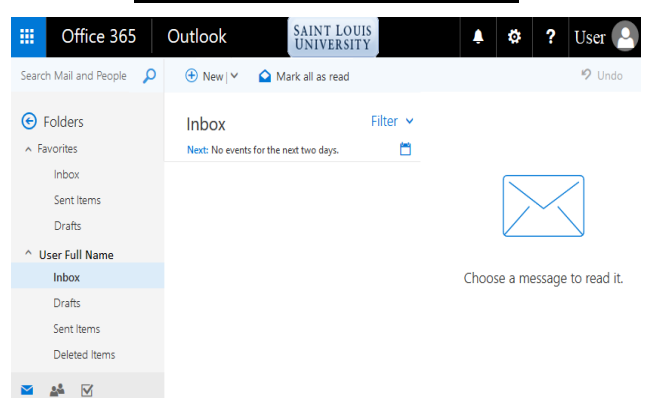 Office 365
Outlook
SAINT LOUIS
UNIVERSITY
?
User
Search Mail and People
New
Mark all as read
Undo
Folders
Favorites
Inbox
Sent Items
Drafts
User Full Name
Inbox
Drafts
Sent Items
Deleted Items
Inbox
Filter
Next: No events for the next two days.
Choose a message to read it.